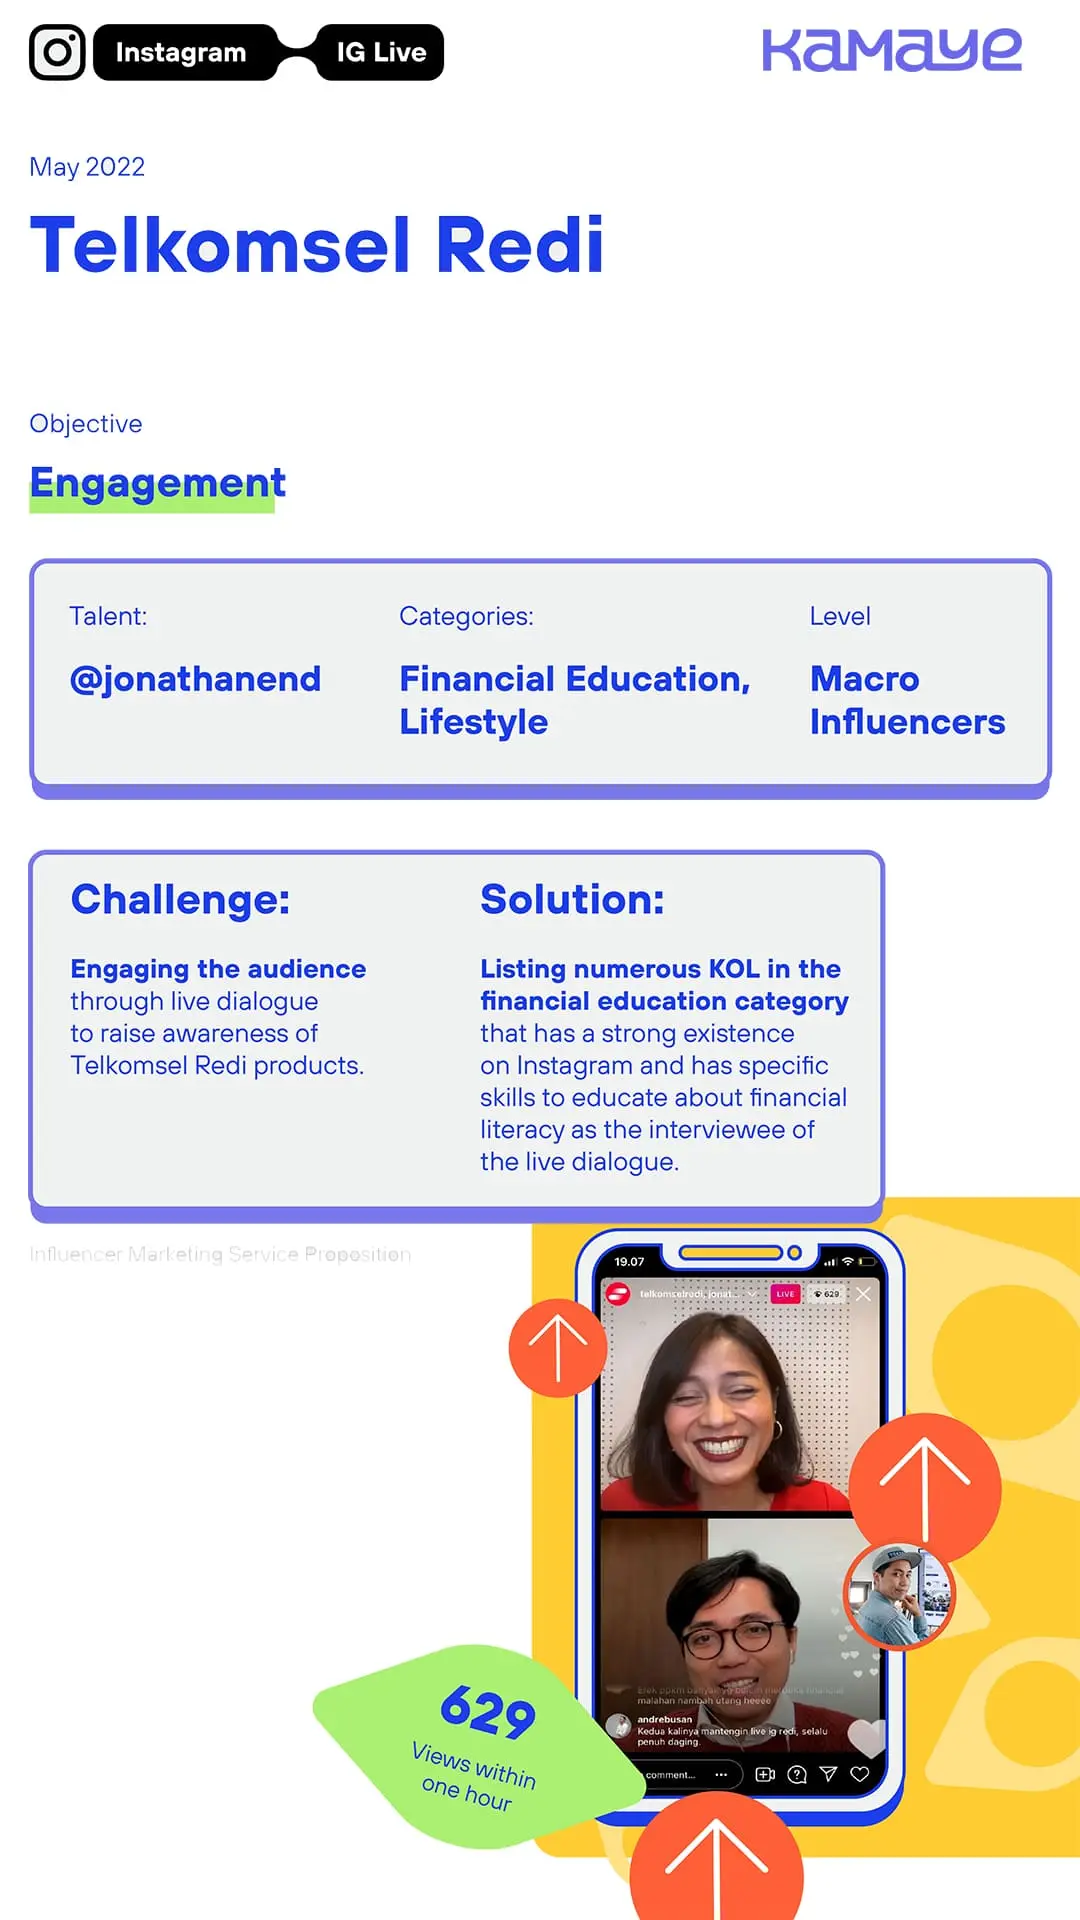 Instagram IG Live
KAMAYE
May 2022
Telkomsel Redi
Objective
Engagement
Talent:
@jonathanend
Categories:
Financial Education,
Lifestyle
Level
Macro
Influencers
Challenge:
Engaging the audience
through live dialogue
to raise awareness of
Telkomsel Redi products.
Solution:
Listing numerous KOL in the
financial education category
that has a strong existence
on Instagram and has specific
skills to educate about financial
literacy as the interviewee of
the live dialogue.
Influencer Marketing Service Proposition
19.07
telkomselredi, jonat... LIVE 629
malahan nambah utang heeee
andrebusan
Kedua kalinya mantengin live ig redi, selalu
penuh daging.
comment...
629
Views within
one hour